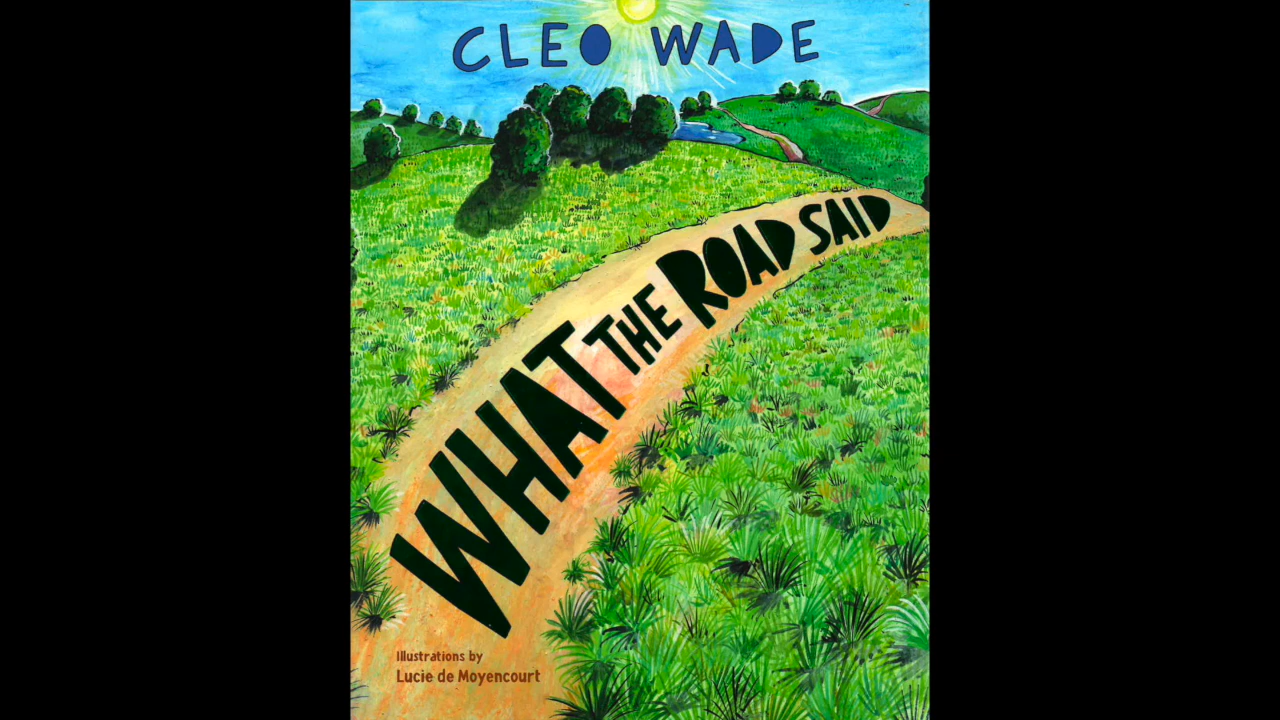 CLEO WADE
WHAT THE ROAD SAID
Illustrations by
Lucie de Moyencourt